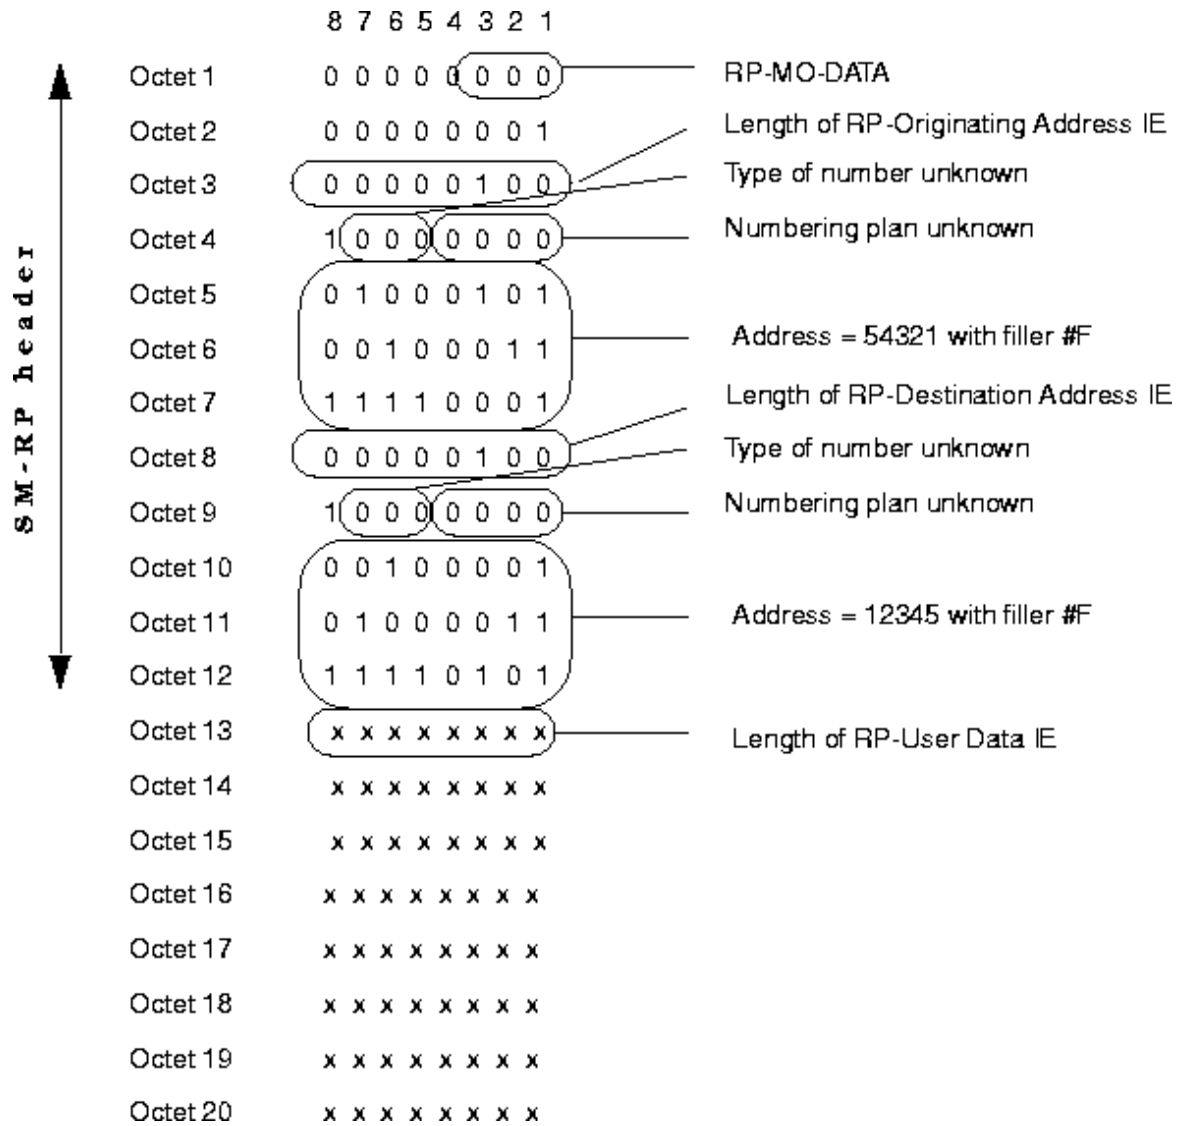 8 7 6 5 4 3 2 1
Octet 1 0 0 0 0 0 0 0 0 RP-MO-DATA
Octet 2 0 0 0 0 0 0 0 1 Length of RP-Originating Address IE
Octet 3 0 0 0 0 0 1 0 0 Type of number unknown
Octet 4 1 0 0 0 0 0 0 0 Numbering plan unknown
Octet 5 0 1 0 0 0 1 0 1
Octet 6 0 0 1 0 0 0 1 1 Address = 54321 with filler #F
Octet 7 1 1 1 1 0 0 0 1 Length of RP-Destination Address IE
Octet 8 0 0 0 0 0 1 0 0 Type of number unknown
Octet 9 1 0 0 0 0 0 0 0 Numbering plan unknown
Octet 10 0 0 1 0 0 0 0 1
Octet 11 0 1 0 0 0 0 1 1 Address = 12345 with filler #F
Octet 12 1 1 1 1 0 1 0 1
Octet 13 x x x x x x x x Length of RP-User Data IE
Octet 14 x x x x x x x x
Octet 15 x x x x x x x x
Octet 16 x x x x x x x x
Octet 17 x x x x x x x x
Octet 18 x x x x x x x x
Octet 19 x x x x x x x x
Octet 20 x x x x x x x x
SM-RP header